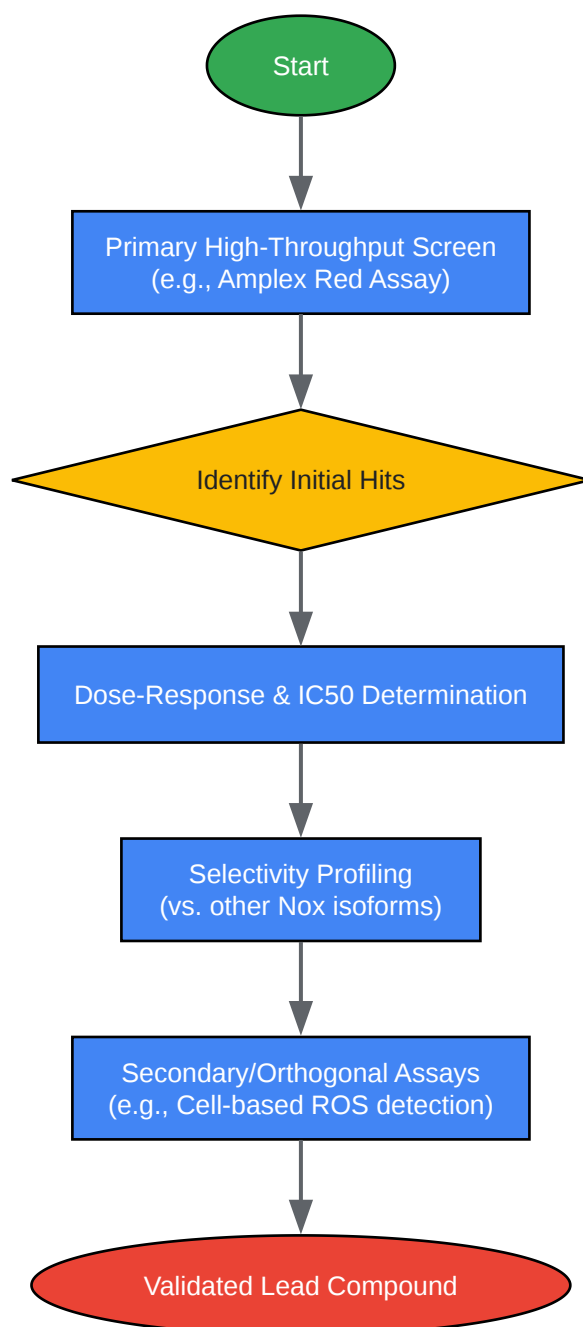 Start
Primary High-Throughput Screen
(e.g., Amplex Red Assay)
Identify Initial Hits
Dose-Response & IC50 Determination
Selectivity Profiling
(vs. other Nox isoforms)
Secondary/Orthogonal Assays
(e.g., Cell-based ROS detection)
Validated Lead Compound